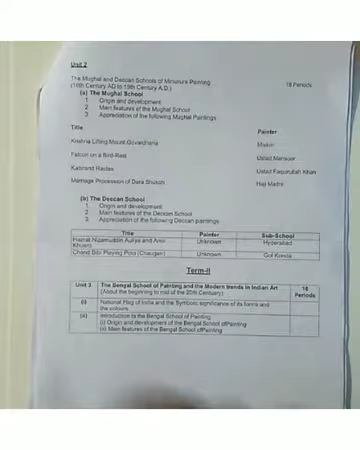 Unit 2
The Mughal and Deccan Schools of Miniature Painting
(16th Century AD to 19th Century A.D.)
18 Periods
(a) The Mughal School
1 Origin and development
2 Main features of the Mughal School
3 Appreciation of the following Mughal Paintings
Title Painter
Krishna Lifting Mount Govardhana Miskin
Falcon on a Bird-Rest Ustad Mansoor
Kabir and Raidas Ustad Faquirullah Khan
Marriage Procession of Dara Shukoh Haji Madni
(b) The Deccan School
1. Origin and development
2 Main features of the Deccan School
3. Appreciation of the following Deccan paintings
Title Painter Sub-School
Hazrat Nizamuddin Auliya and Amir Unknown Hyderabad
Khusro
Chand Bibi Playing Polo (Chaugan) Unknown Gol Konda
Term-II
Unit 3 The Bengal School of Painting and the Modern trends in Indian Art 18
(About the beginning to mid of the 20th Century) Periods
(i) National Flag of India and the Symbolic significance of its forms and
the colours.
(ii) Introduction to the Bengal School of Painting
(i) Origin and development of the Bengal School ofPainting
(ii) Main features of the Bengal School ofPainting